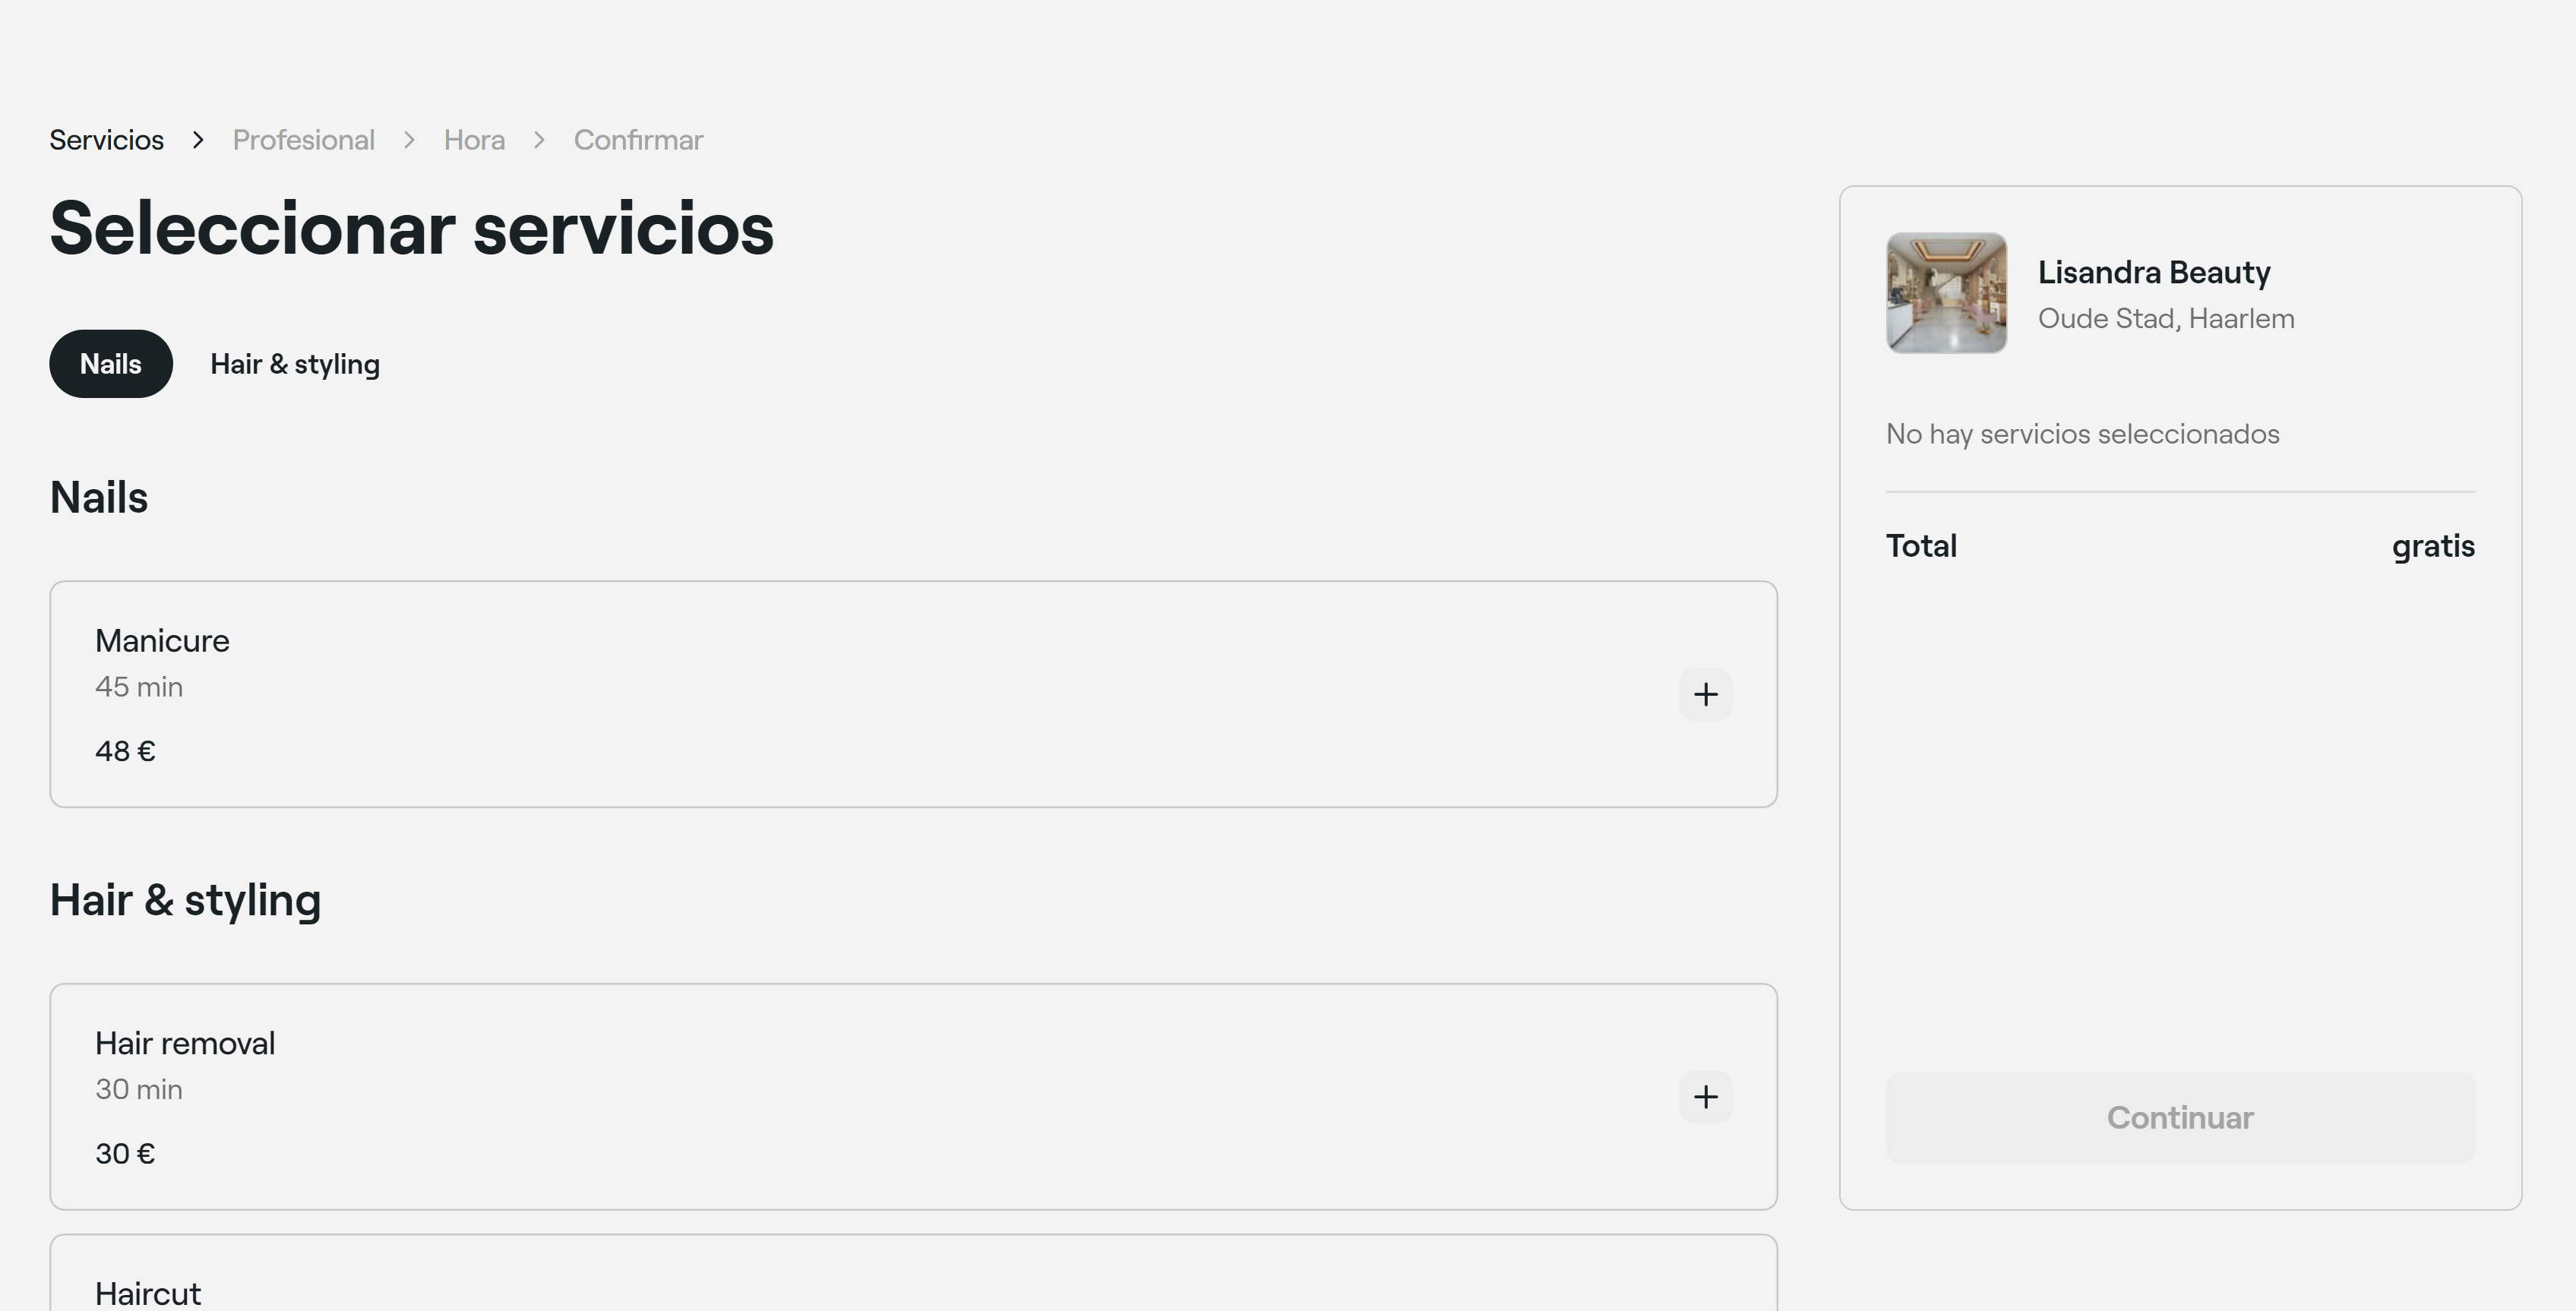 Servicios > Profesional > Hora > Confirmar
Seleccionar servicios
Nails
Hair & styling
Nails
Manicure
45 min
48 €
Hair & styling
Hair removal
30 min
30 €
Haircut
Lisandra Beauty
Oude Stad, Haarlem
No hay servicios seleccionados
Total gratis
Continuar